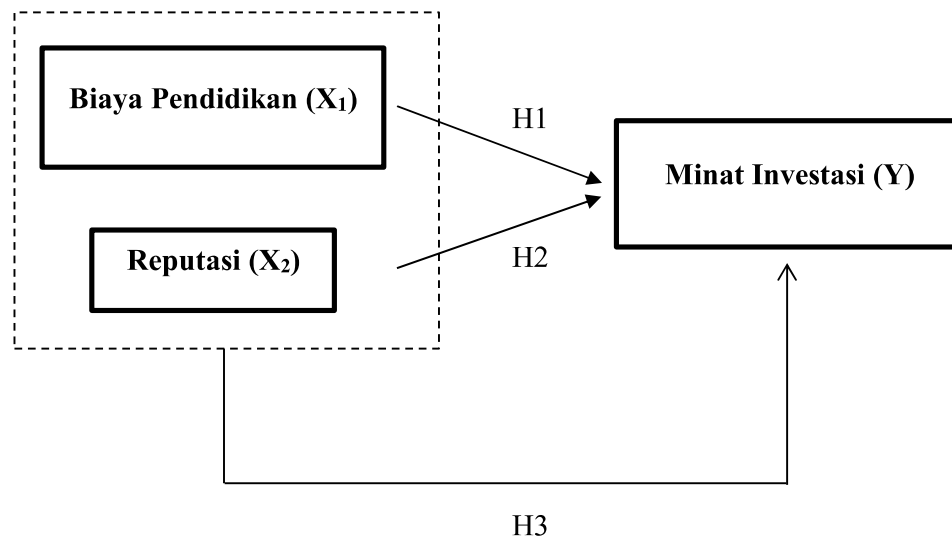 Biaya Pendidikan (X₁)
H1
Minat Investasi (Y)
Reputasi (X₂)
H2
H3